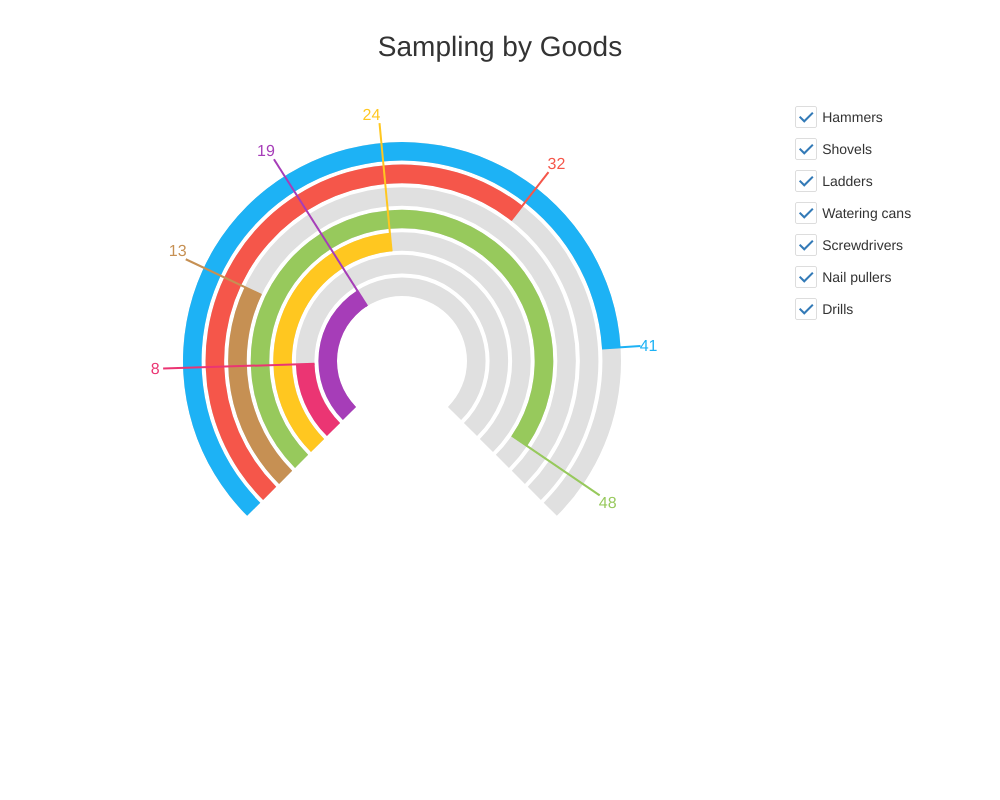 Sampling by Goods
24
19
32
13
41
8
48
Hammers
Shovels
Ladders
Watering cans
Screwdrivers
Nail pullers
Drills